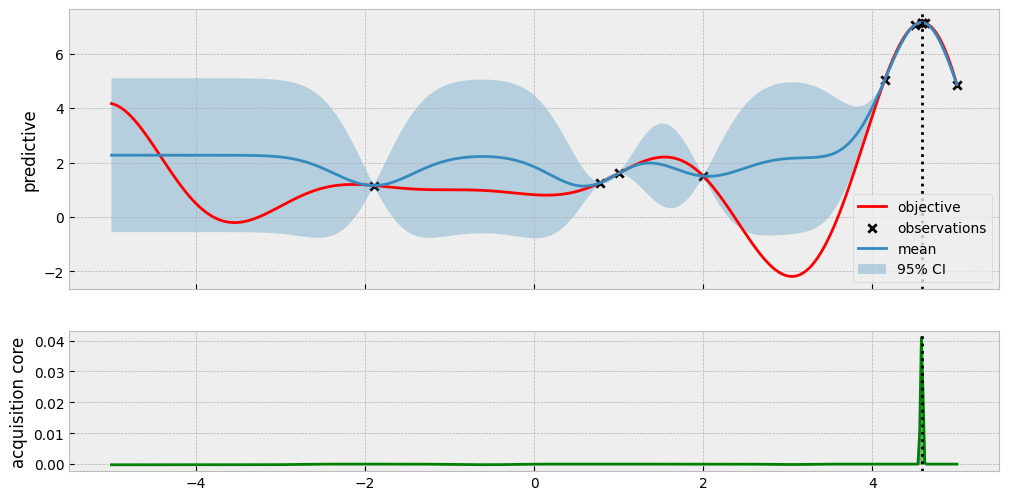 predictive
6
4
2
0
−2
objective
observations
mean
95% CI
acquisition core
0.04
0.03
0.02
0.01
0.00
−4
−2
0
2
4